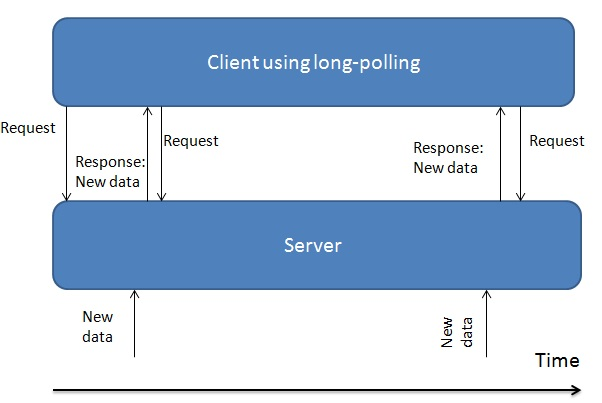 Client using long-polling
Request
Response:
New data
Request
Response:
New data
Request
Server
New
data
New
data
Time